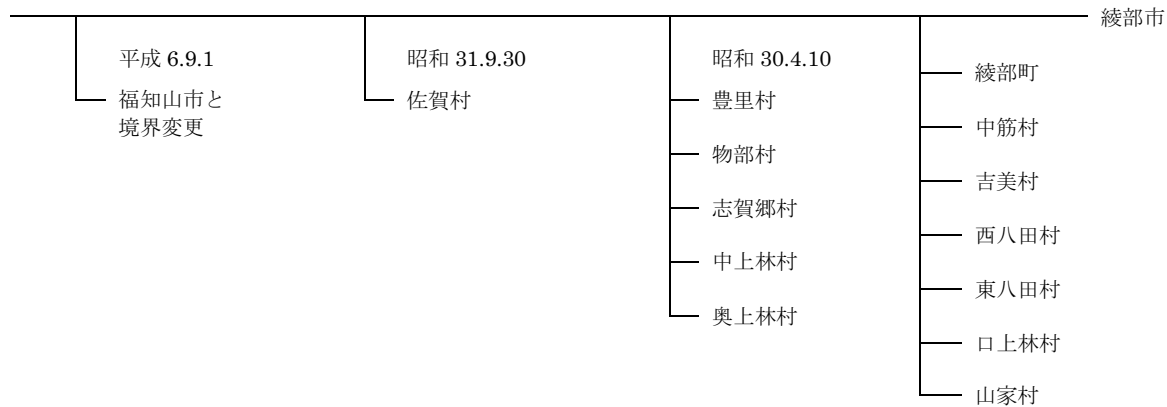 綾部市
平成 6.9.1
福知山市と
境界変更
昭和 31.9.30
佐賀村
昭和 30.4.10
豊里村
物部村
志賀郷村
中上林村
奥上林村
綾部町
中筋村
吉美村
西八田村
東八田村
口上林村
山家村